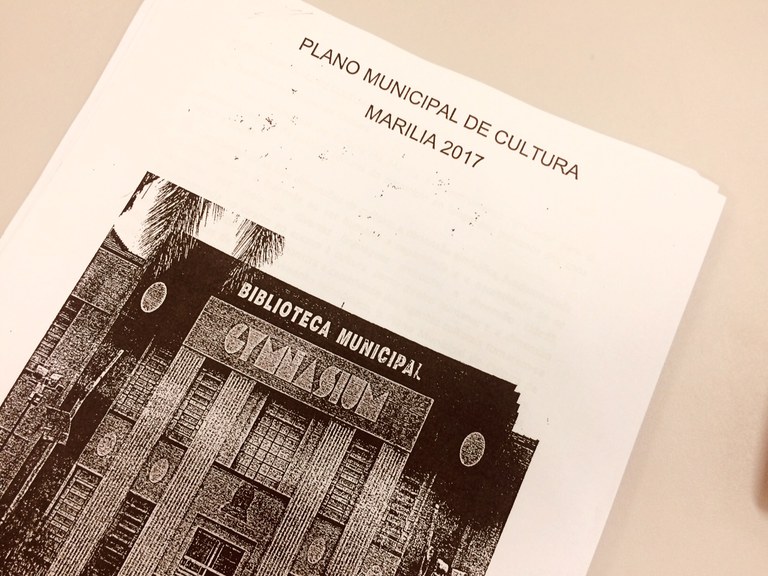 PLANO MUNICIPAL DE CULTURA
MARILIA 2017
BIBLIOTECA MUNICIPAL
GYMNASIUM